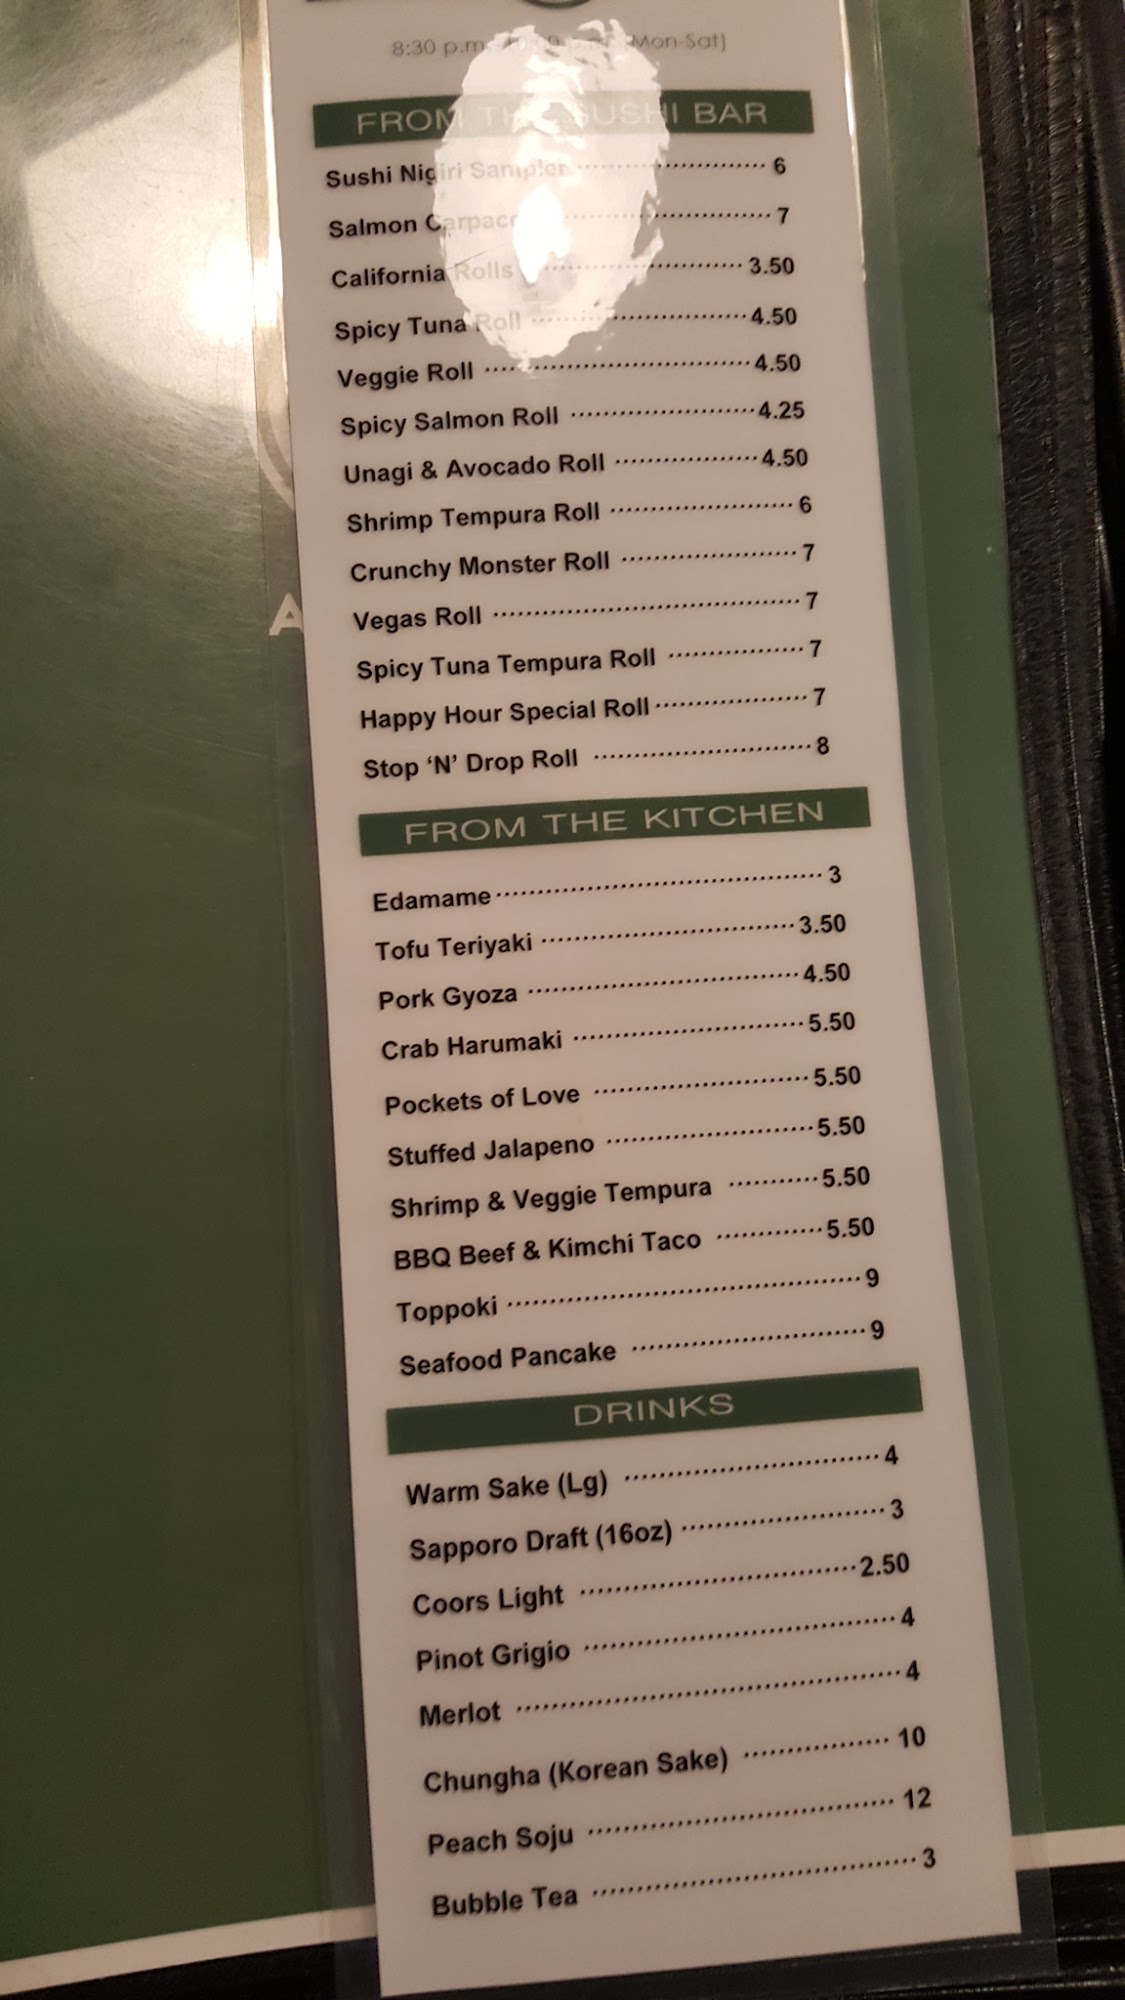 8:30 p.m. (Mon-Sat)
FROM THE SUSHI BAR
Sushi Nigiri Sampler 6
Salmon Carpaccio 7
California Rolls 3.50
Spicy Tuna Roll 4.50
Veggie Roll 4.50
Spicy Salmon Roll 4.25
Unagi & Avocado Roll 4.50
Shrimp Tempura Roll 6
Crunchy Monster Roll 7
Vegas Roll 7
Spicy Tuna Tempura Roll 7
Happy Hour Special Roll 7
Stop ‘N’ Drop Roll 8
FROM THE KITCHEN
Edamame 3
Tofu Teriyaki 3.50
Pork Gyoza 4.50
Crab Harumaki 5.50
Pockets of Love 5.50
Stuffed Jalapeno 5.50
Shrimp & Veggie Tempura 5.50
BBQ Beef & Kimchi Taco 5.50
Toppoki 9
Seafood Pancake 9
DRINKS
Warm Sake (Lg) 4
Sapporo Draft (16oz) 3
Coors Light 2.50
Pinot Grigio 4
Merlot 4
Chungha (Korean Sake) 10
Peach Soju 12
Bubble Tea 3